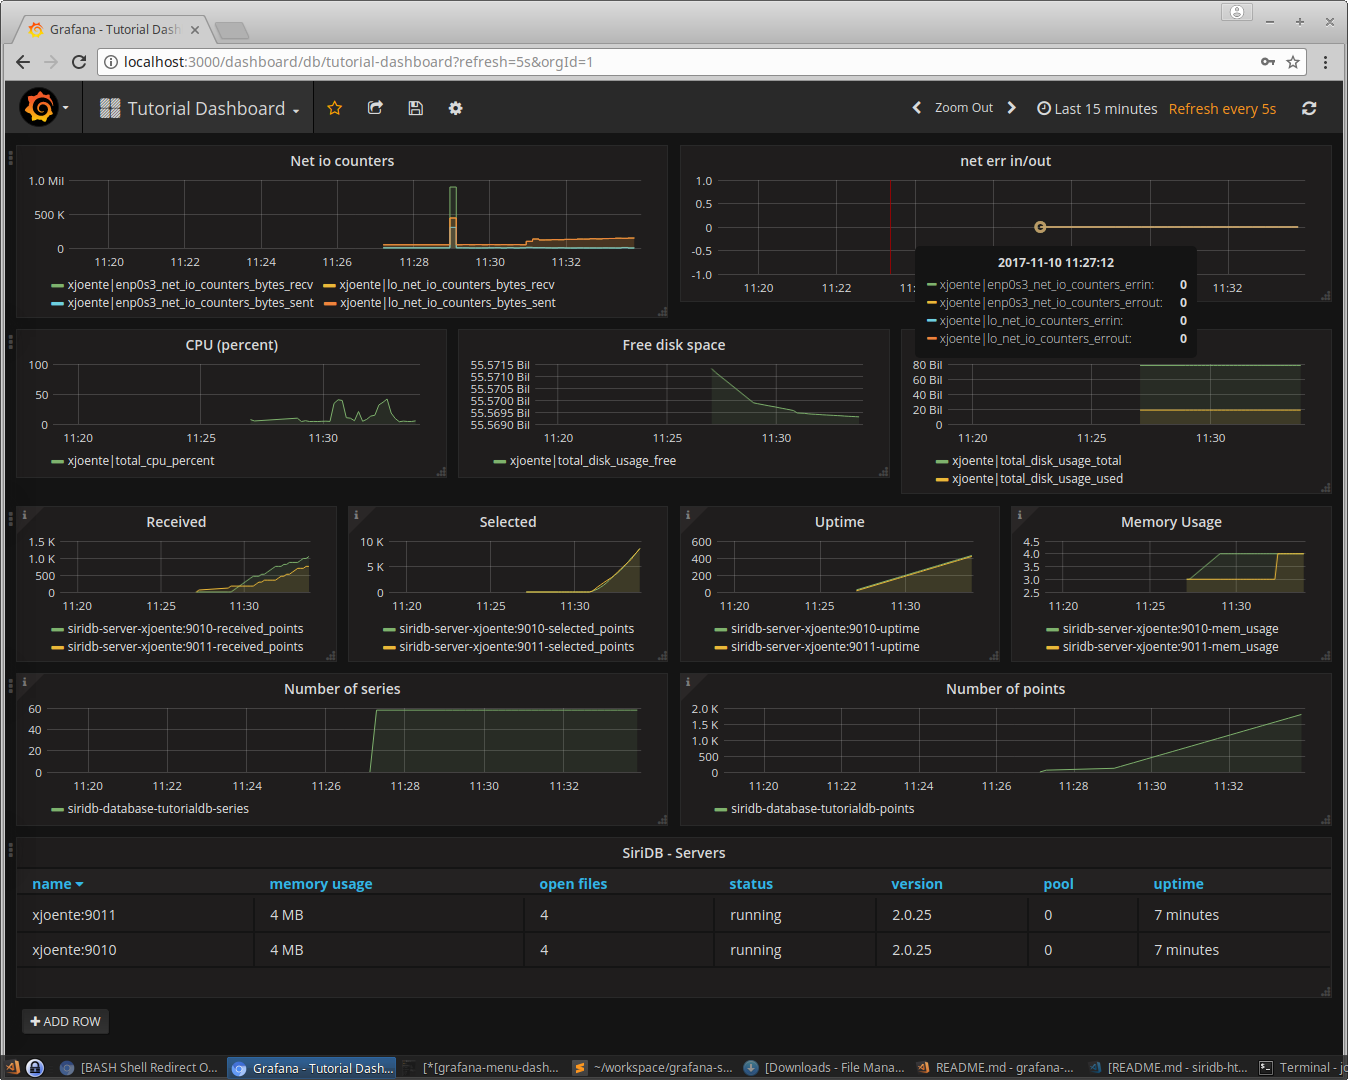 Grafana - Tutorial Dash
localhost:3000/dashboard/db/tutorial-dashboard?refresh=5s&orgId=1
Tutorial Dashboard
Zoom Out
Last 15 minutes
Refresh every 5s
Net io counters
1.0 Mil
500 K
0
11:20 11:22 11:24 11:26 11:28 11:30 11:32
xjoente|enp0s3_net_io_counters_bytes_recv xjoente|lo_net_io_counters_bytes_recv
xjoente|enp0s3_net_io_counters_bytes_sent xjoente|lo_net_io_counters_bytes_sent
net err in/out
1.0
0.5
0
-0.5
-1.0
11:20 11:22 11: 11:32
2017-11-10 11:27:12
xjoente|enp0s3_net_io_counters_errin: 0
xjoente|enp0s3_net_io_counters_errout: 0
xjoente|lo_net_io_counters_errin: 0
xjoente|lo_net_io_counters_errout: 0
CPU (percent)
100
50
0
11:20 11:25 11:30
xjoente|total_cpu_percent
Free disk space
55.5715 Bil
55.5710 Bil
55.5705 Bil
55.5700 Bil
55.5695 Bil
55.5690 Bil
11:20 11:25 11:30
xjoente|total_disk_usage_free
80 Bil
60 Bil
40 Bil
20 Bil
0
11:20 11:25 11:30
xjoente|total_disk_usage_total
xjoente|total_disk_usage_used
Received
1.5 K
1.0 K
500
0
11:20 11:25 11:30
siridb-server-xjoente:9010-received_points
siridb-server-xjoente:9011-received_points
Selected
10 K
5 K
0
11:20 11:25 11:30
siridb-server-xjoente:9010-selected_points
siridb-server-xjoente:9011-selected_points
Uptime
600
400
200
0
11:20 11:25 11:30
siridb-server-xjoente:9010-uptime
siridb-server-xjoente:9011-uptime
Memory Usage
4.5
4.0
3.5
3.0
2.5
11:20 11:25 11:30
siridb-server-xjoente:9010-mem_usage
siridb-server-xjoente:9011-mem_usage
Number of series
60
40
20
0
11:20 11:22 11:24 11:26 11:28 11:30 11:32
siridb-database-tutorialdb-series
Number of points
2.0 K
1.5 K
1.0 K
500
0
11:20 11:22 11:24 11:26 11:28 11:30 11:32
siridb-database-tutorialdb-points
SiriDB - Servers
name memory usage open files status version pool uptime
xjoente:9011 4 MB 4 running 2.0.25 0 7 minutes
xjoente:9010 4 MB 4 running 2.0.25 0 7 minutes
ADD ROW
[BASH Shell Redirect O... Grafana - Tutorial Dash... [*[grafana-menu-dash... ~/workspace/grafana-s... [Downloads - File Mana... README.md - grafana-... [README.md - siridb-ht... Terminal - jo